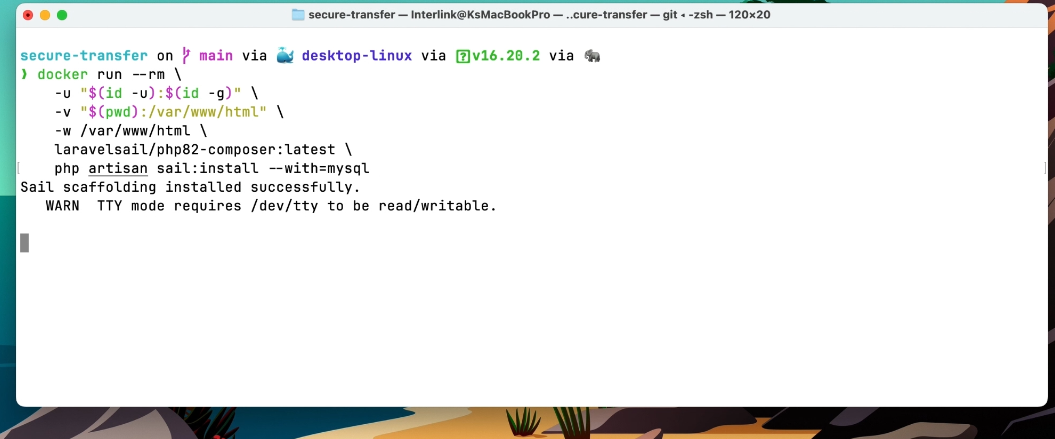 secure-transfer — Interlink@KsMacBookPro — ..cure-transfer — git ◂ -zsh — 120×20
secure-transfer on main via 🐳 desktop-linux via v16.20.2 via 🐘
❯ docker run --rm \
-u "$(id -u):$(id -g)" \
-v "$(pwd):/var/www/html" \
-w /var/www/html \
laravelsail/php82-composer:latest \
php artisan sail:install --with=mysql
Sail scaffolding installed successfully.
WARN  TTY mode requires /dev/tty to be read/writable.